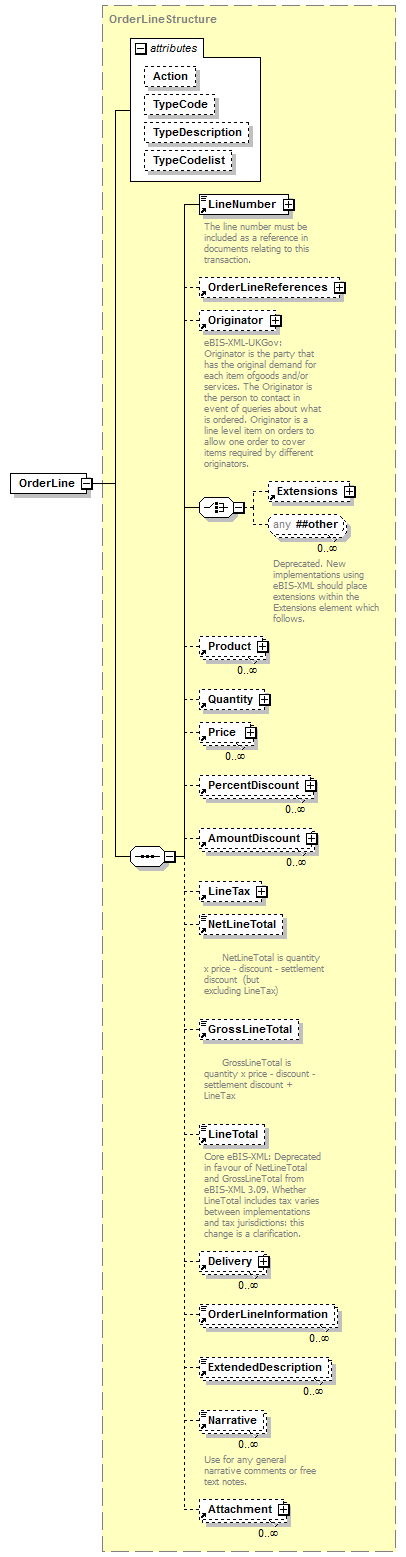 OrderLineStructure
attributes
Action
TypeCode
TypeDescription
TypeCodelist
LineNumber
The line number must be
included as a reference in
documents relating to this
transaction.
OrderLineReferences
Originator
eBIS-XML-UKGov:
Originator is the party that
has the original demand for
each item ofgoods and/or
services. The Originator is
the person to contact in
event of queries about what
is ordered. Originator is a
line level item on orders to
allow one order to cover
items required by different
originators.
OrderLine
Extensions
any ##other
0..∞
Deprecated. New
implementations using
eBIS-XML should place
extensions within the
Extensions element which
follows.
Product
0..∞
Quantity
Price
0..∞
PercentDiscount
0..∞
AmountDiscount
0..∞
LineTax
NetLineTotal
NetLineTotal is quantity
x price - discount - settlement
discount (but
excluding LineTax)
GrossLineTotal
GrossLineTotal is
quantity x price - discount -
settlement discount +
LineTax
LineTotal
Core eBIS-XML: Deprecated
in favour of NetLineTotal
and GrossLineTotal from
eBIS-XML 3.09. Whether
LineTotal includes tax varies
between implementations
and tax jurisdictions: this
change is a clarification.
Delivery
0..∞
OrderLineInformation
0..∞
ExtendedDescription
0..∞
Narrative
0..∞
Use for any general
narrative comments or free
text notes.
Attachment
0..∞